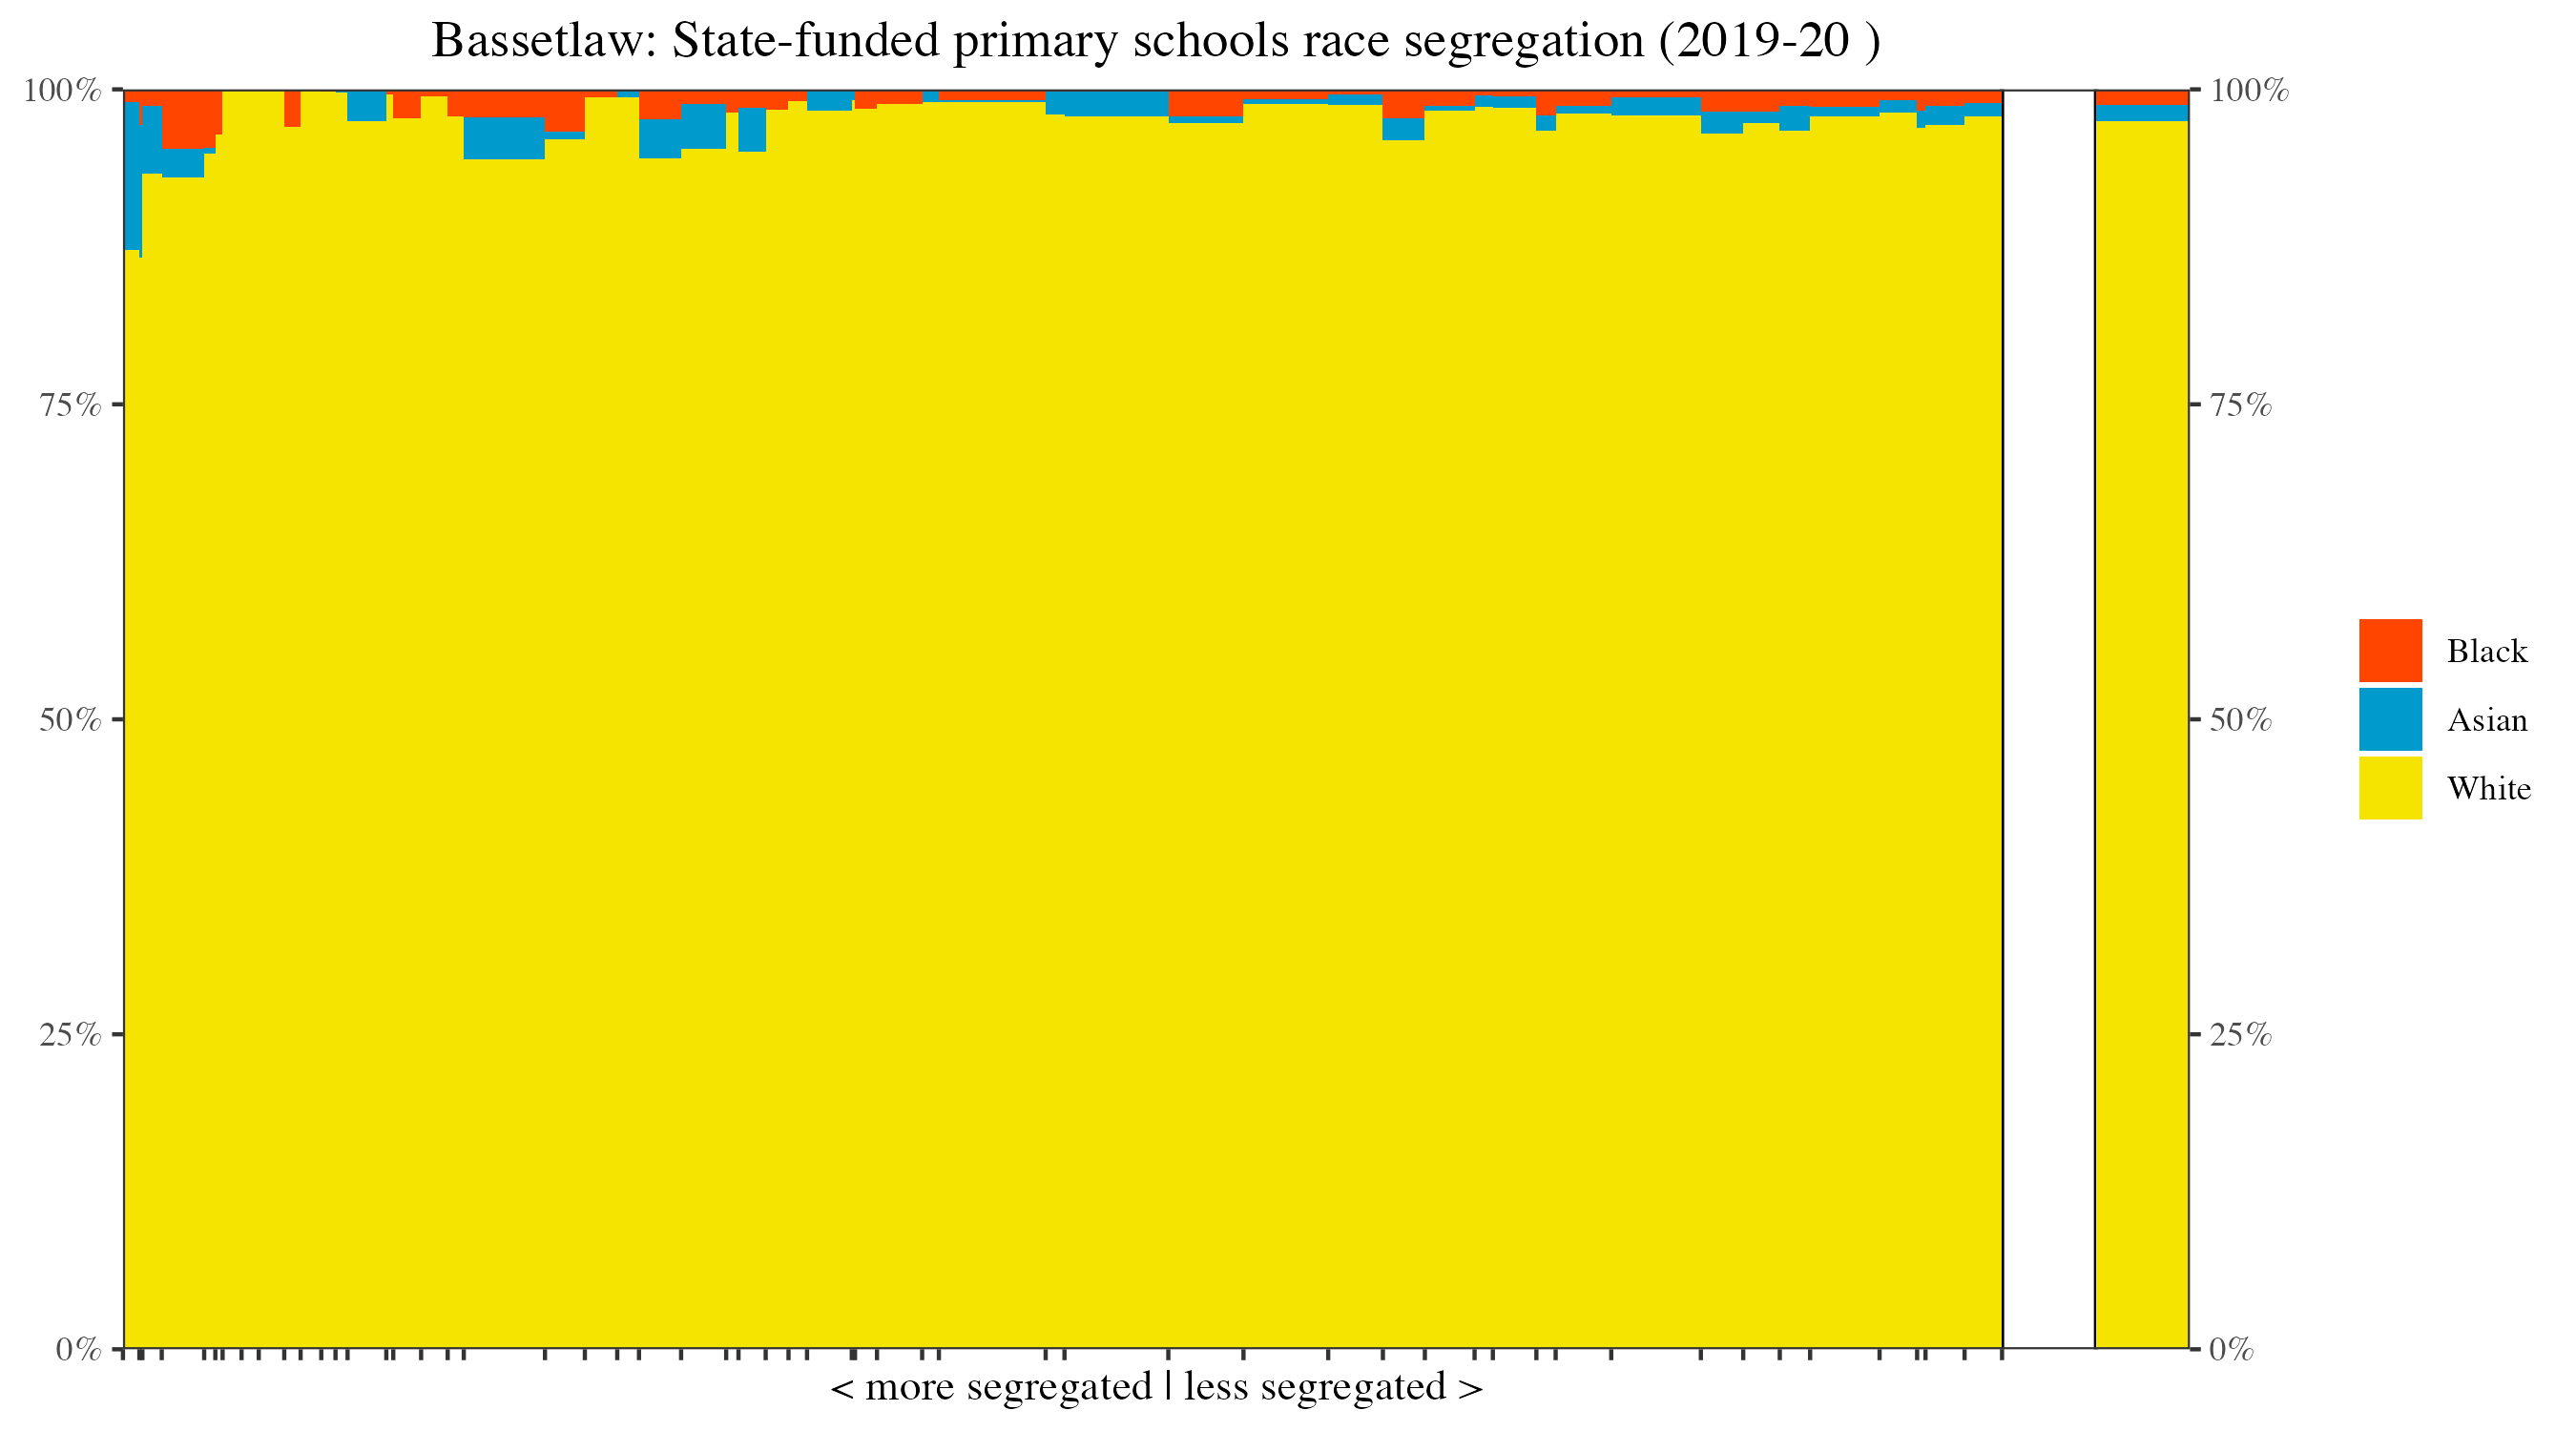 Bassetlaw: State-funded primary schools race segregation (2019-20 )
100%
75%
50%
25%
0%
100%
75%
50%
25%
0%
Black
Asian
White
< more segregated | less segregated >